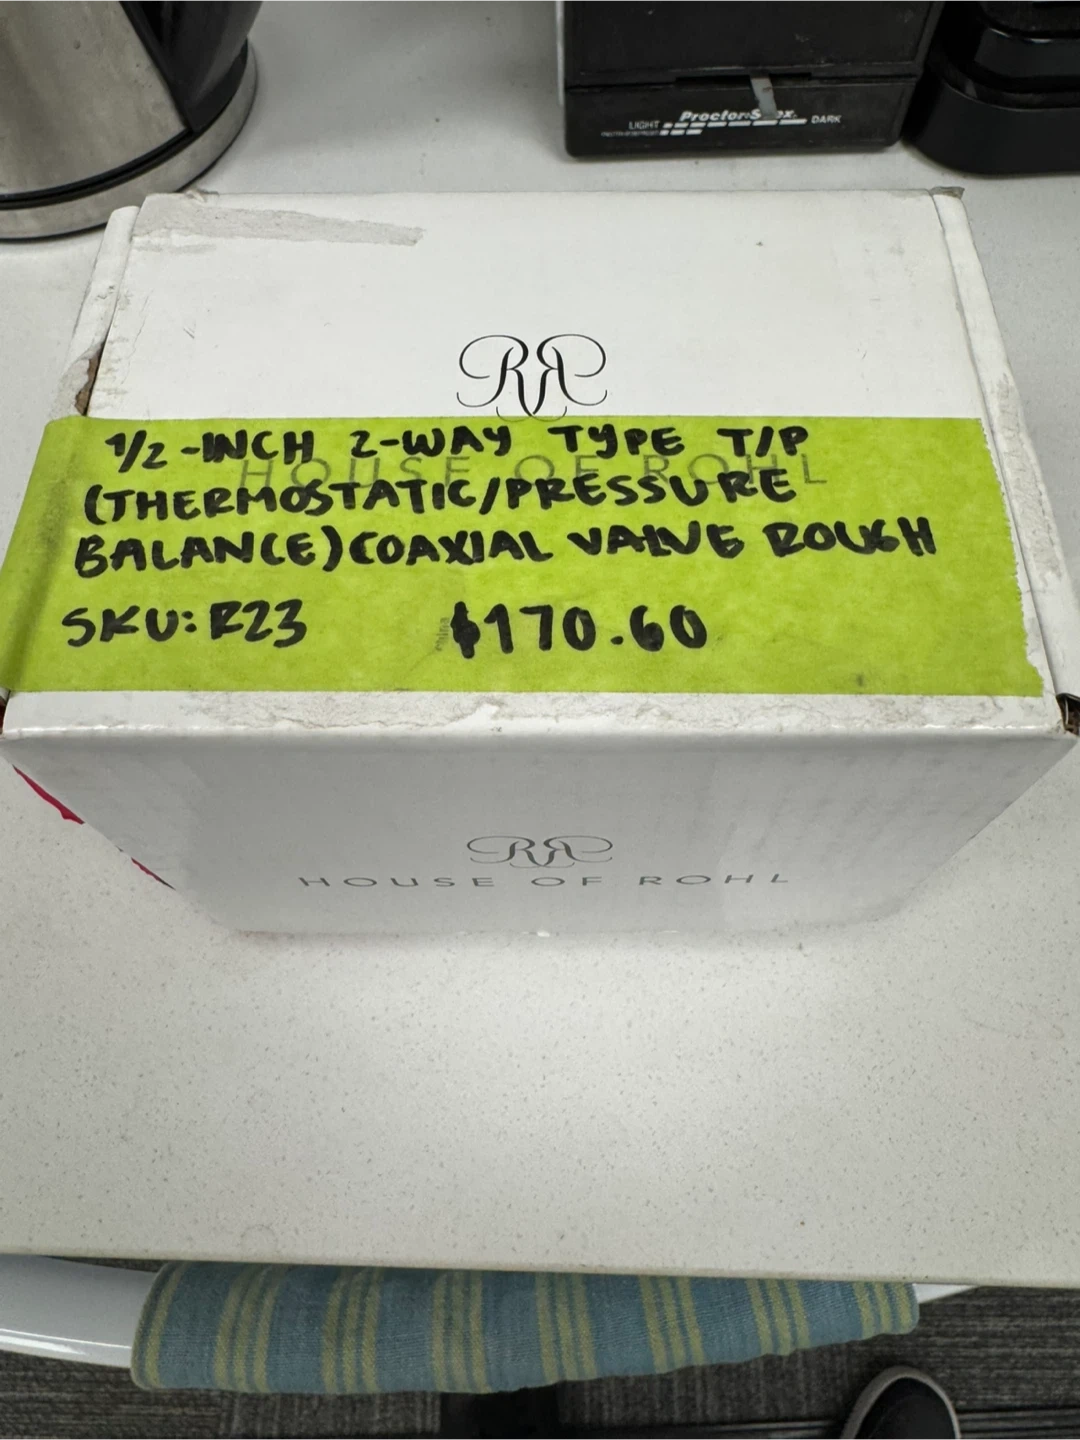 Proctor-Silex
LIGHT
DARK
RR
1/2-INCH 2-WAY TYPE T/P
HOUSE OF ROHL
(THERMOSTATIC/PRESSURE
BALANCE) COAXIAL VALVE ROUGH
SKU: R23 $170.60
China
RR
HOUSE OF ROHL